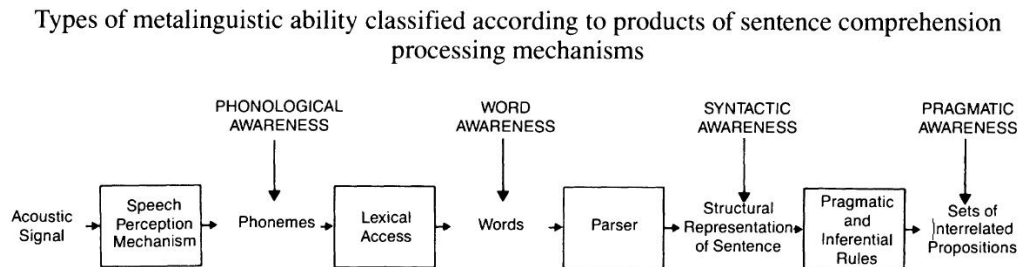 Types of metalinguistic ability classified according to products of sentence comprehension
processing mechanisms
PHONOLOGICAL
AWARENESS
WORD
AWARENESS
SYNTACTIC
AWARENESS
PRAGMATIC
AWARENESS
Acoustic
Signal
Speech
Perception
Mechanism
Phonemes
Lexical
Access
Words
Parser
Structural
Representation
of Sentence
Pragmatic
and
Inferential
Rules
Sets of
Interrelated
Propositions